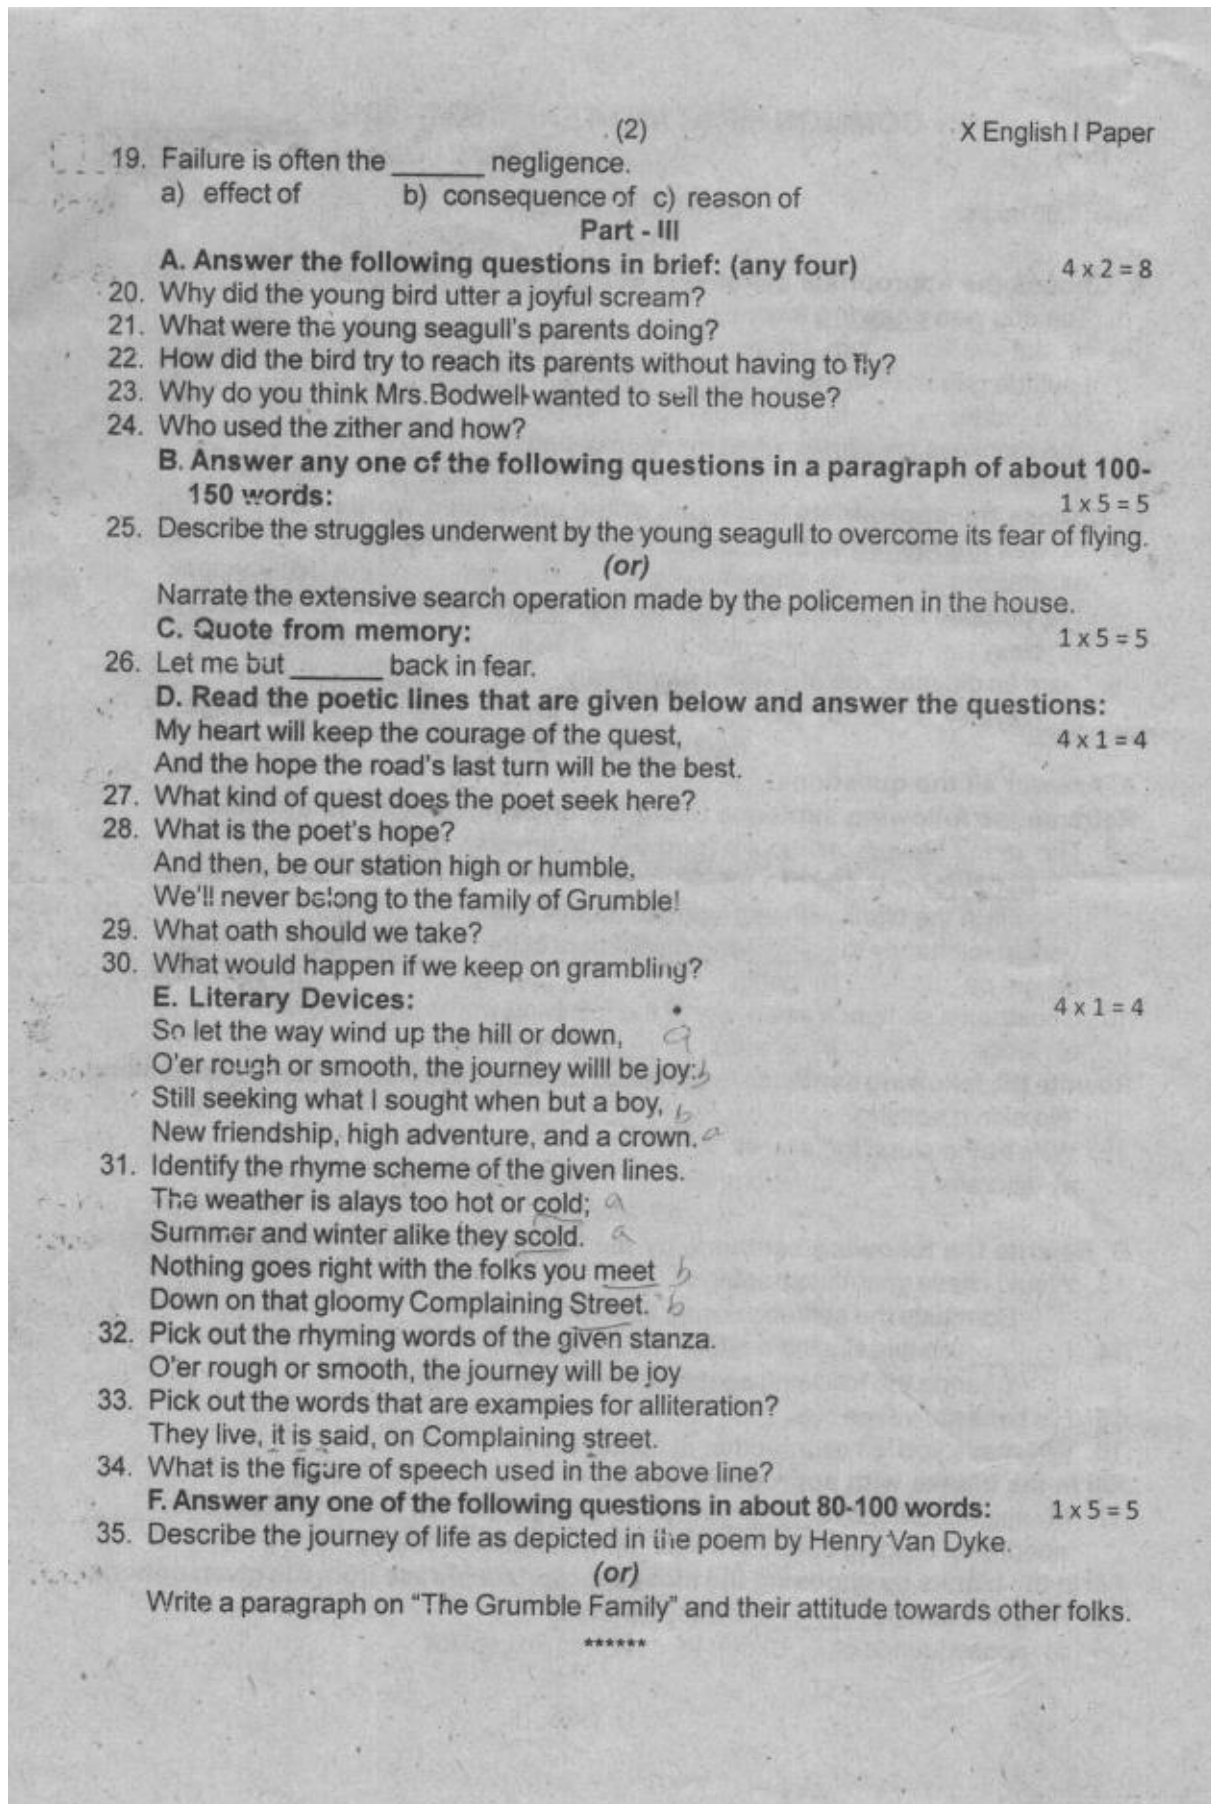 (2) X English I Paper
19. Failure is often the ______ negligence.
a) effect of b) consequence of c) reason of
Part - III
A. Answer the following questions in brief: (any four) 4 x 2 = 8
20. Why did the young bird utter a joyful scream?
21. What were the young seagull's parents doing?
22. How did the bird try to reach its parents without having to fly?
23. Why do you think Mrs.Bodwell wanted to sell the house?
24. Who used the zither and how?
B. Answer any one of the following questions in a paragraph of about 100-
150 words: 1 x 5 = 5
25. Describe the struggles underwent by the young seagull to overcome its fear of flying.
(or)
Narrate the extensive search operation made by the policemen in the house.
C. Quote from memory: 1 x 5 = 5
26. Let me but ______ back in fear.
D. Read the poetic lines that are given below and answer the questions:
My heart will keep the courage of the quest, 4 x 1 = 4
And the hope the road's last turn will be the best.
27. What kind of quest does the poet seek here?
28. What is the poet's hope?
And then, be our station high or humble,
We'll never belong to the family of Grumble!
29. What oath should we take?
30. What would happen if we keep on grambling?
E. Literary Devices: 4 x 1 = 4
So let the way wind up the hill or down, a
O'er rough or smooth, the journey willl be joy: b
Still seeking what I sought when but a boy, b
New friendship, high adventure, and a crown. a
31. Identify the rhyme scheme of the given lines.
The weather is alays too hot or cold; a
Summer and winter alike they scold. a
Nothing goes right with the folks you meet b
Down on that gloomy Complaining Street. b
32. Pick out the rhyming words of the given stanza.
O'er rough or smooth, the journey will be joy
33. Pick out the words that are examples for alliteration?
They live, it is said, on Complaining street.
34. What is the figure of speech used in the above line?
F. Answer any one of the following questions in about 80-100 words: 1 x 5 = 5
35. Describe the journey of life as depicted in the poem by Henry Van Dyke.
(or)
Write a paragraph on “The Grumble Family” and their attitude towards other folks.
******